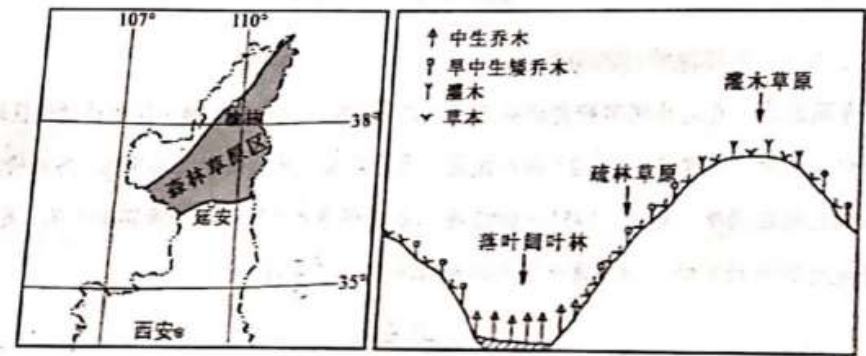 107°
110°
38°
森林草原区
延安
35°
西安
中生乔木
旱中生矮乔木
灌木
草本
灌木草原
疏林草原
落叶阔叶林